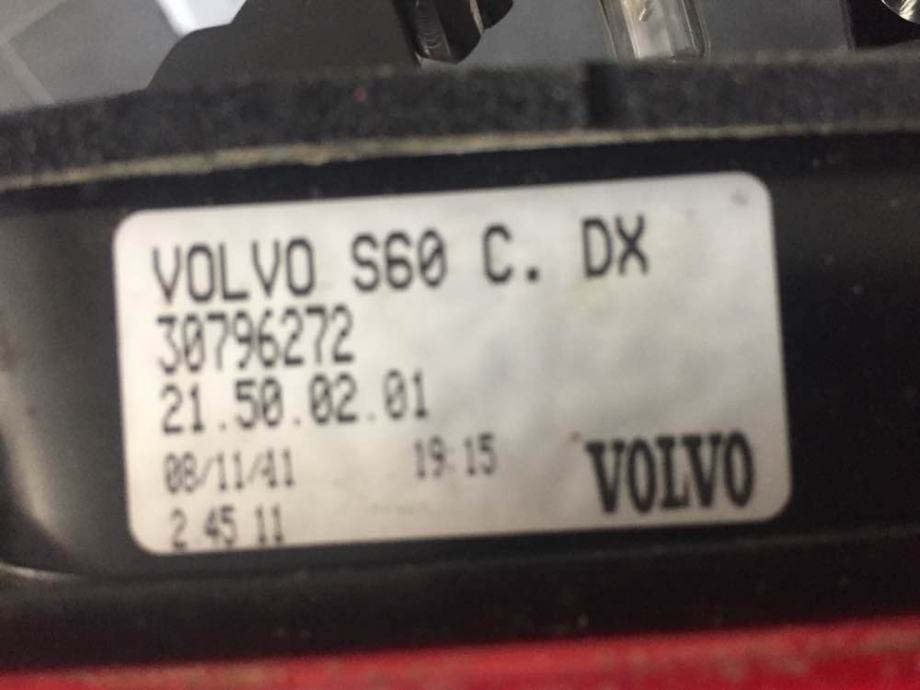 VOLVO S60 C. DX
30796272
21.50.02.01
08/11/11 19:15
VOLVO
2.45 11